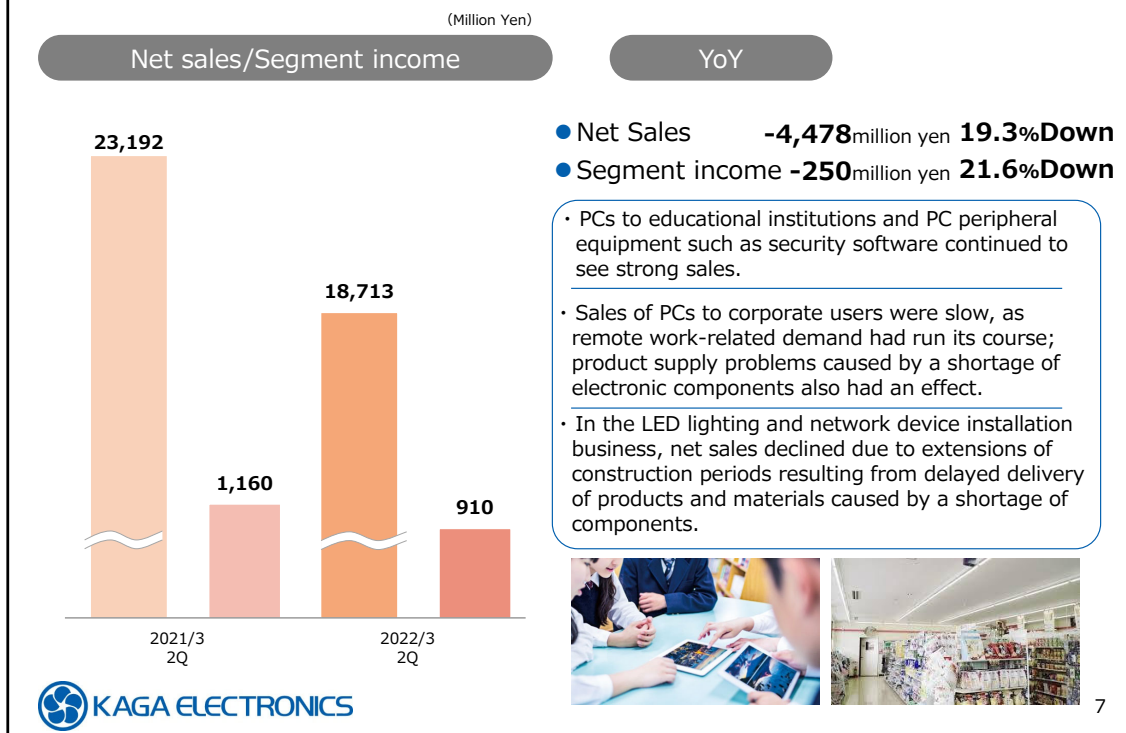 (Million Yen)
Net sales/Segment income
YoY
23,192
1,160
18,713
910
2021/3
2Q
2022/3
2Q
●Net Sales -4,478million yen 19.3%Down
●Segment income -250million yen 21.6%Down
・PCs to educational institutions and PC peripheral
equipment such as security software continued to
see strong sales.
・Sales of PCs to corporate users were slow, as
remote work-related demand had run its course;
product supply problems caused by a shortage of
electronic components also had an effect.
・In the LED lighting and network device installation
business, net sales declined due to extensions of
construction periods resulting from delayed delivery
of products and materials caused by a shortage of
components.
KAGA ELECTRONICS
7